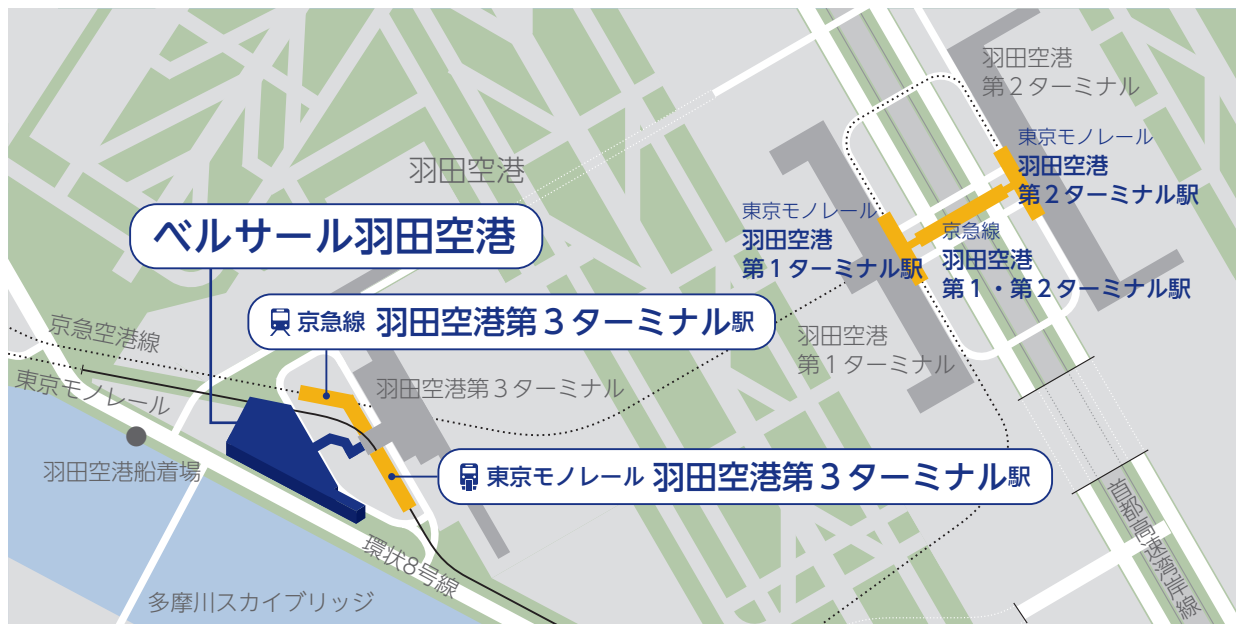 羽田空港
第２ターミナル
東京モノレール
羽田空港
第２ターミナル駅
羽田空港
東京モノレール
羽田空港
第１ターミナル駅
京急線
羽田空港
第１・第２ターミナル駅
ベルサール羽田空港
京急線 羽田空港第３ターミナル駅
京急空港線
羽田空港
第１ターミナル
東京モノレール
羽田空港第３ターミナル
羽田空港船着場
東京モノレール 羽田空港第３ターミナル駅
首都高速湾岸線
環状8号線
多摩川スカイブリッジ